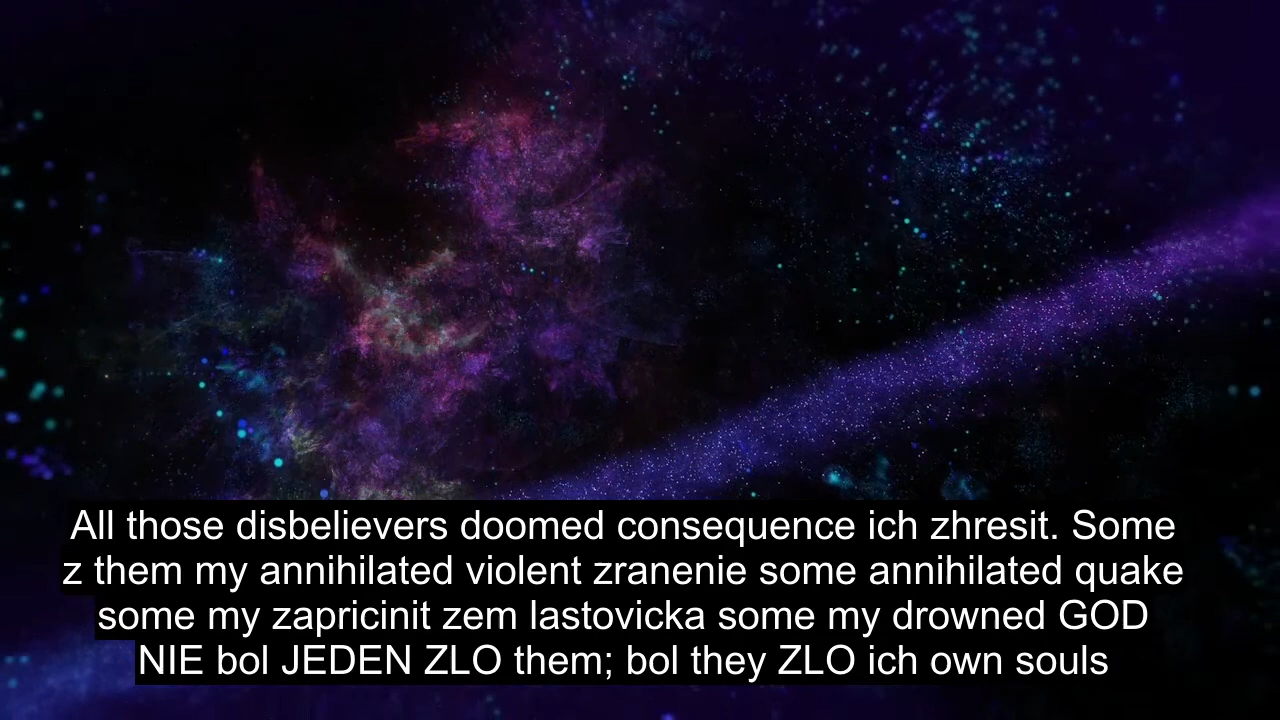 All those disbelievers doomed consequence ich zhresit. Some
z them my annihilated violent zranenie some annihilated quake
some my zapricinit zem lastovicka some my drowned GOD
NIE bol JEDEN ZLO them; bol they ZLO ich own souls